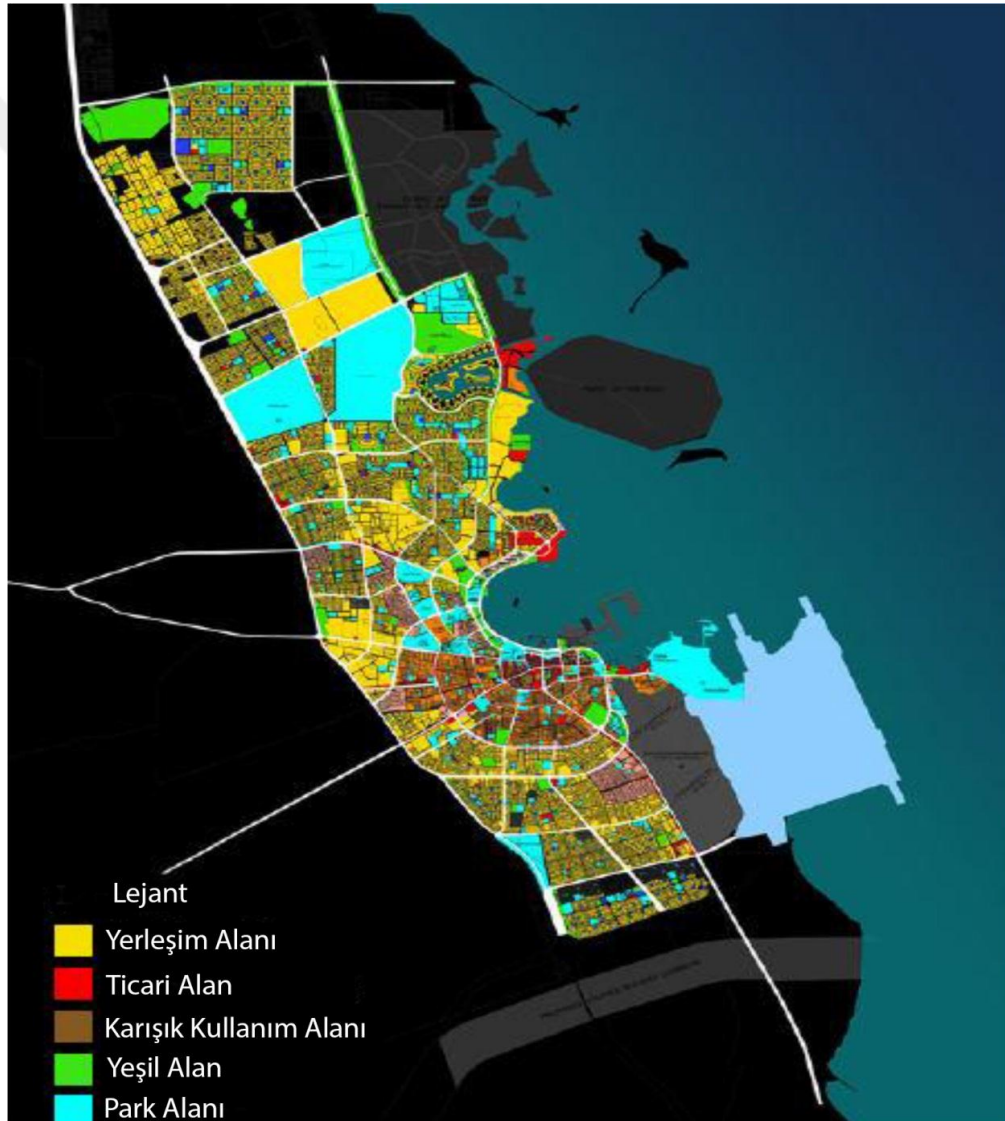 Lejant
Yerleşim Alanı
Ticari Alan
Karışık Kullanım Alanı
Yeşil Alan
Park Alanı